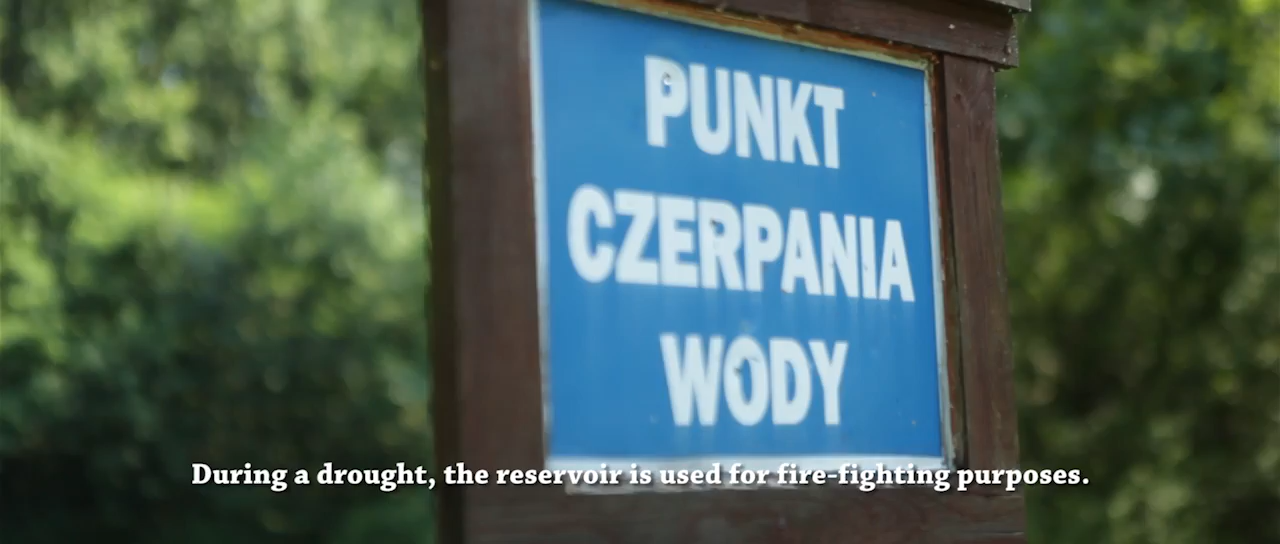 PUNKT
CZERPANIA
WODY
During a drought, the reservoir is used for fire-fighting purposes.